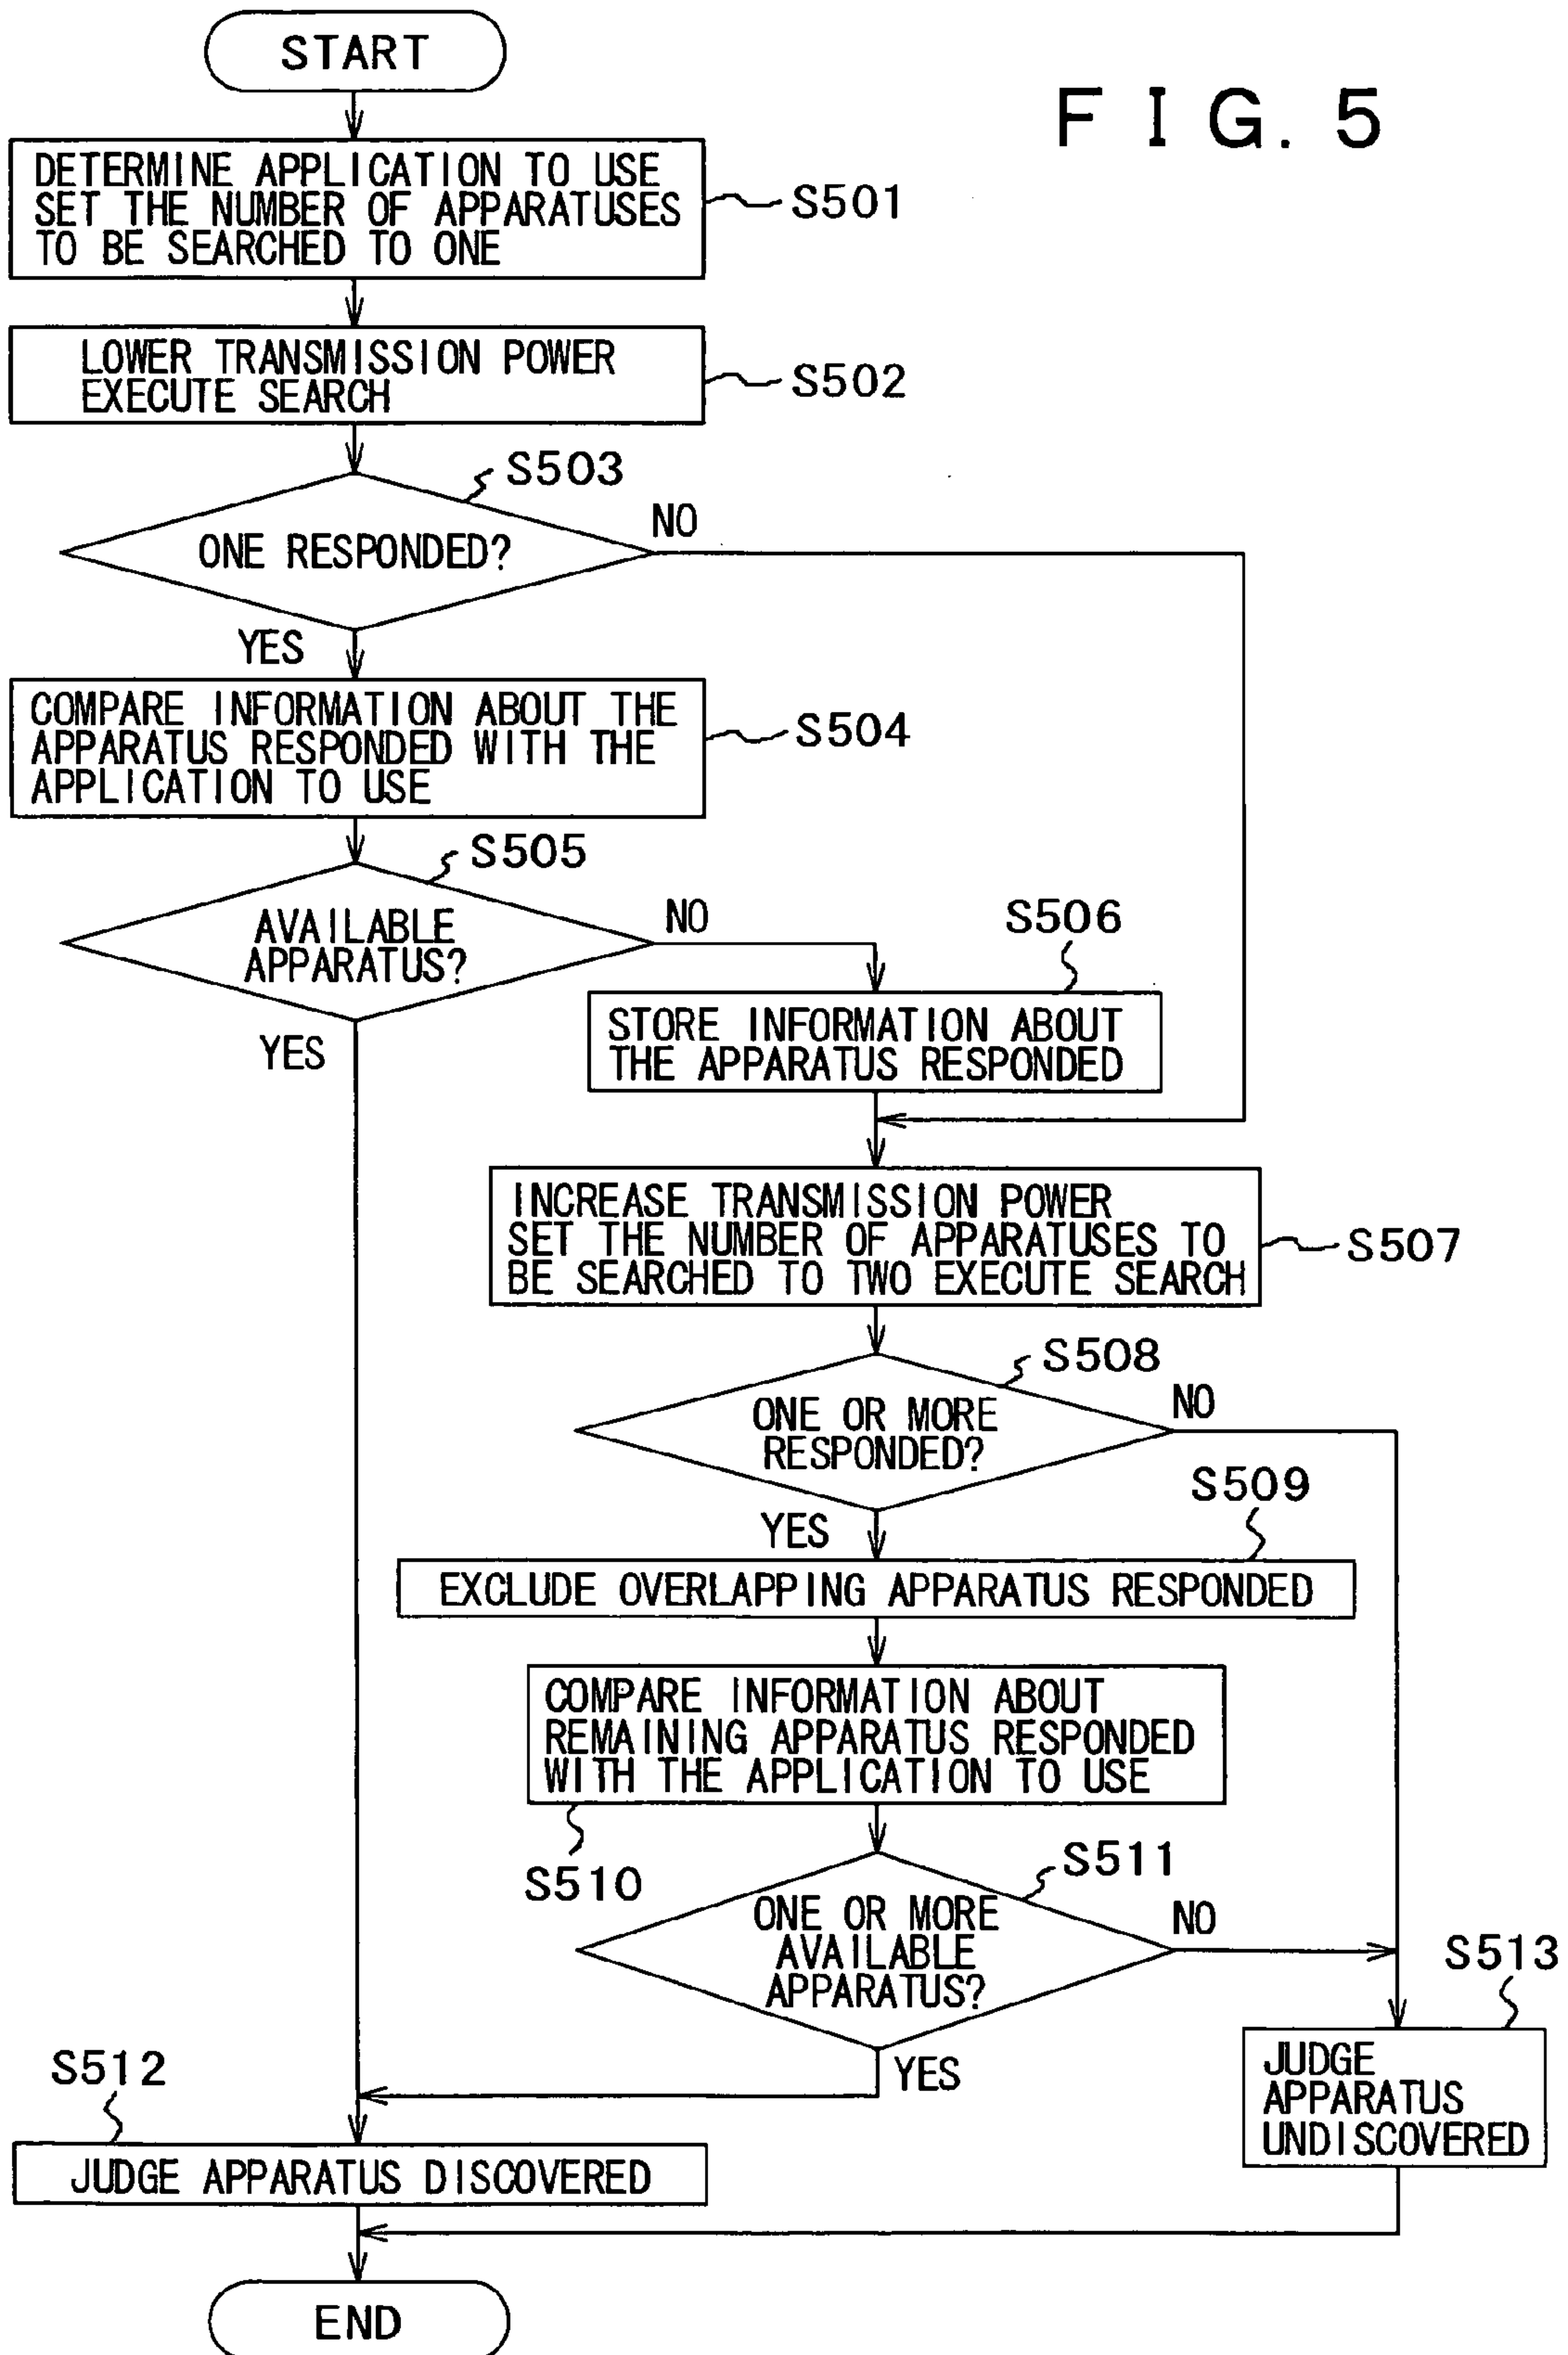 START
FIG. 5
DETERMINE APPLICATION TO USE
SET THE NUMBER OF APPARATUSES
TO BE SEARCHED TO ONE
S501
LOWER TRANSMISSION POWER
EXECUTE SEARCH
S502
S503
ONE RESPONDED?
NO
YES
COMPARE INFORMATION ABOUT THE
APPARATUS RESPONDED WITH THE
APPLICATION TO USE
S504
S505
AVAILABLE
APPARATUS?
NO
YES
S506
STORE INFORMATION ABOUT
THE APPARATUS RESPONDED
INCREASE TRANSMISSION POWER
SET THE NUMBER OF APPARATUSES TO
BE SEARCHED TO TWO EXECUTE SEARCH
S507
S508
ONE OR MORE
RESPONDED?
NO
YES
S509
EXCLUDE OVERLAPPING APPARATUS RESPONDED
COMPARE INFORMATION ABOUT
REMAINING APPARATUS RESPONDED
WITH THE APPLICATION TO USE
S510
S511
ONE OR MORE
AVAILABLE
APPARATUS?
NO
YES
S513
JUDGE
APPARATUS
UNDISCOVERED
S512
JUDGE APPARATUS DISCOVERED
END